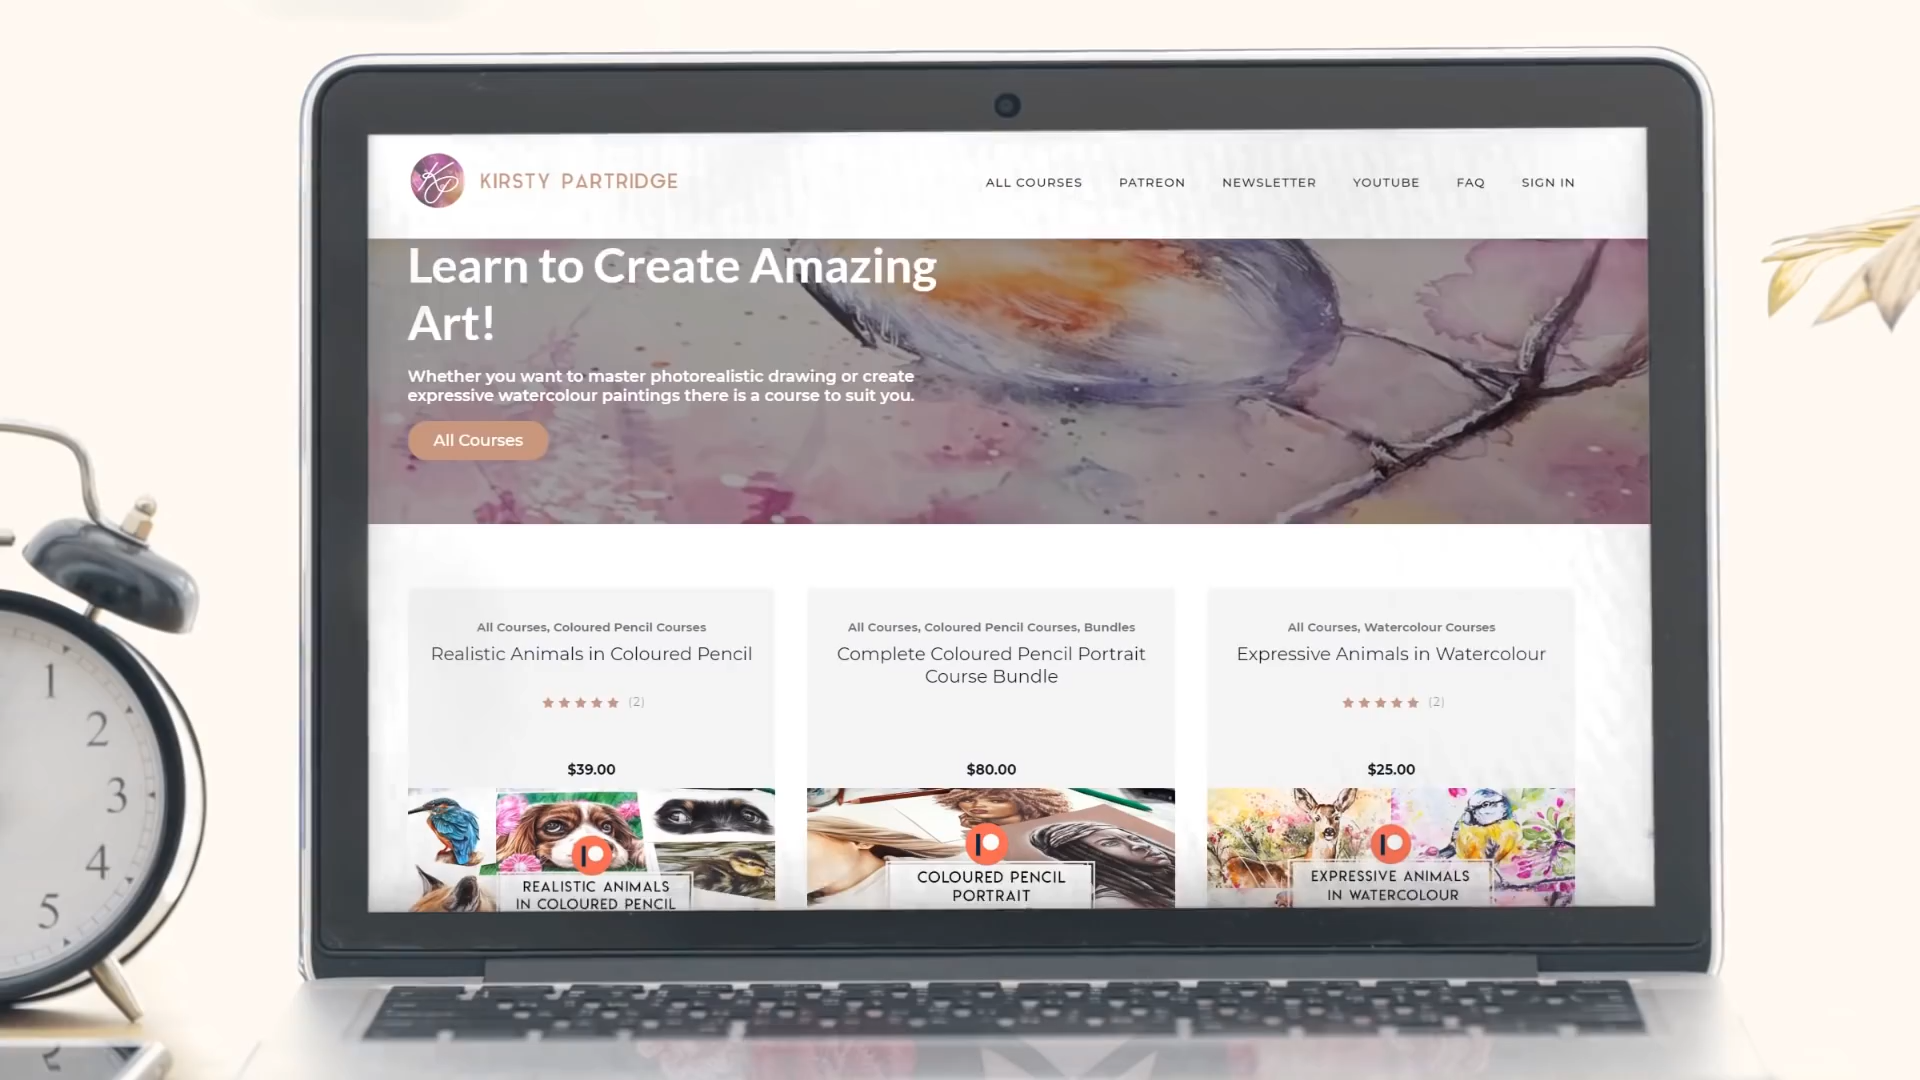 KP
KIRSTY PARTRIDGE
ALL COURSES
PATREON
NEWSLETTER
YOUTUBE
FAQ
SIGN IN
Learn to Create Amazing
Art!
Whether you want to master photorealistic drawing or create
expressive watercolour paintings there is a course to suit you.
All Courses
All Courses, Coloured Pencil Courses
Realistic Animals in Coloured Pencil
(2)
$39.00
REALISTIC ANIMALS
IN COLOURED PENCIL
All Courses, Coloured Pencil Courses, Bundles
Complete Coloured Pencil Portrait
Course Bundle
$80.00
COLOURED PENCIL
PORTRAIT
All Courses, Watercolour Courses
Expressive Animals in Watercolour
(2)
$25.00
EXPRESSIVE ANIMALS
IN WATERCOLOUR
1
2
3
4
5